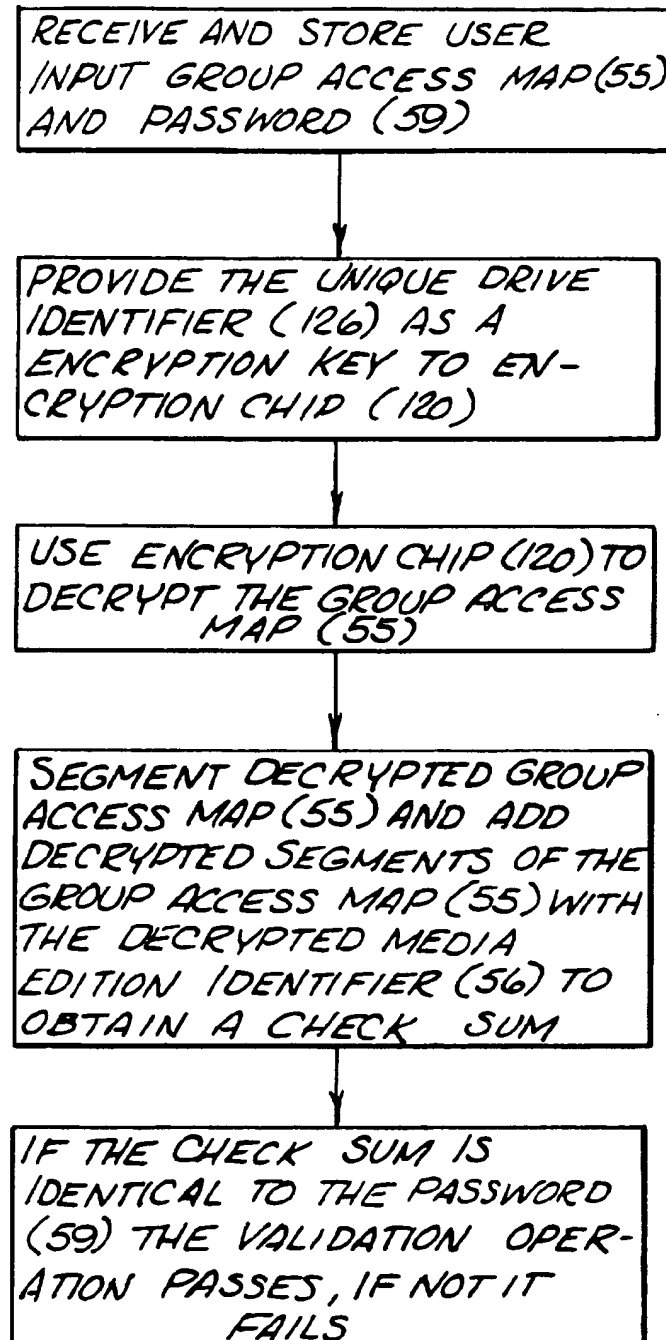 RECEIVE AND STORE USER
INPUT GROUP ACCESS MAP (55)
AND PASSWORD (59)
PROVIDE THE UNIQUE DRIVE
IDENTIFIER (126) AS A
ENCRYPTION KEY TO EN-
CRYPTION CHIP (120)
USE ENCRYPTION CHIP (120) TO
DECRYPT THE GROUP ACCESS
MAP (55)
SEGMENT DECRYPTED GROUP
ACCESS MAP (55) AND ADD
DECRYPTED SEGMENTS OF THE
GROUP ACCESS MAP (55) WITH
THE DECRYPTED MEDIA
EDITION IDENTIFIER (56) TO
OBTAIN A CHECK SUM
IF THE CHECK SUM IS
IDENTICAL TO THE PASSWORD
(59) THE VALIDATION OPER-
ATION PASSES, IF NOT IT
FAILS